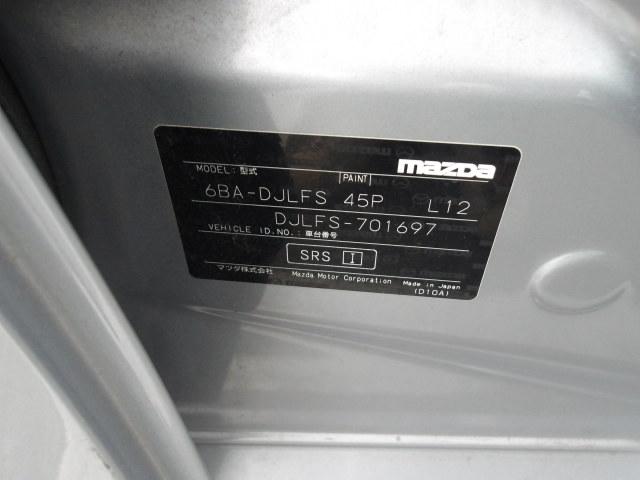 mazda
MODEL:型式 PAINT
6BA-DJLFS 45P L12
DJLFS-701697
VEHICLE ID.NO.:車台番号
SRS I
マツダ株式会社 Mazda Motor Corporation Made in Japan
(D10A)